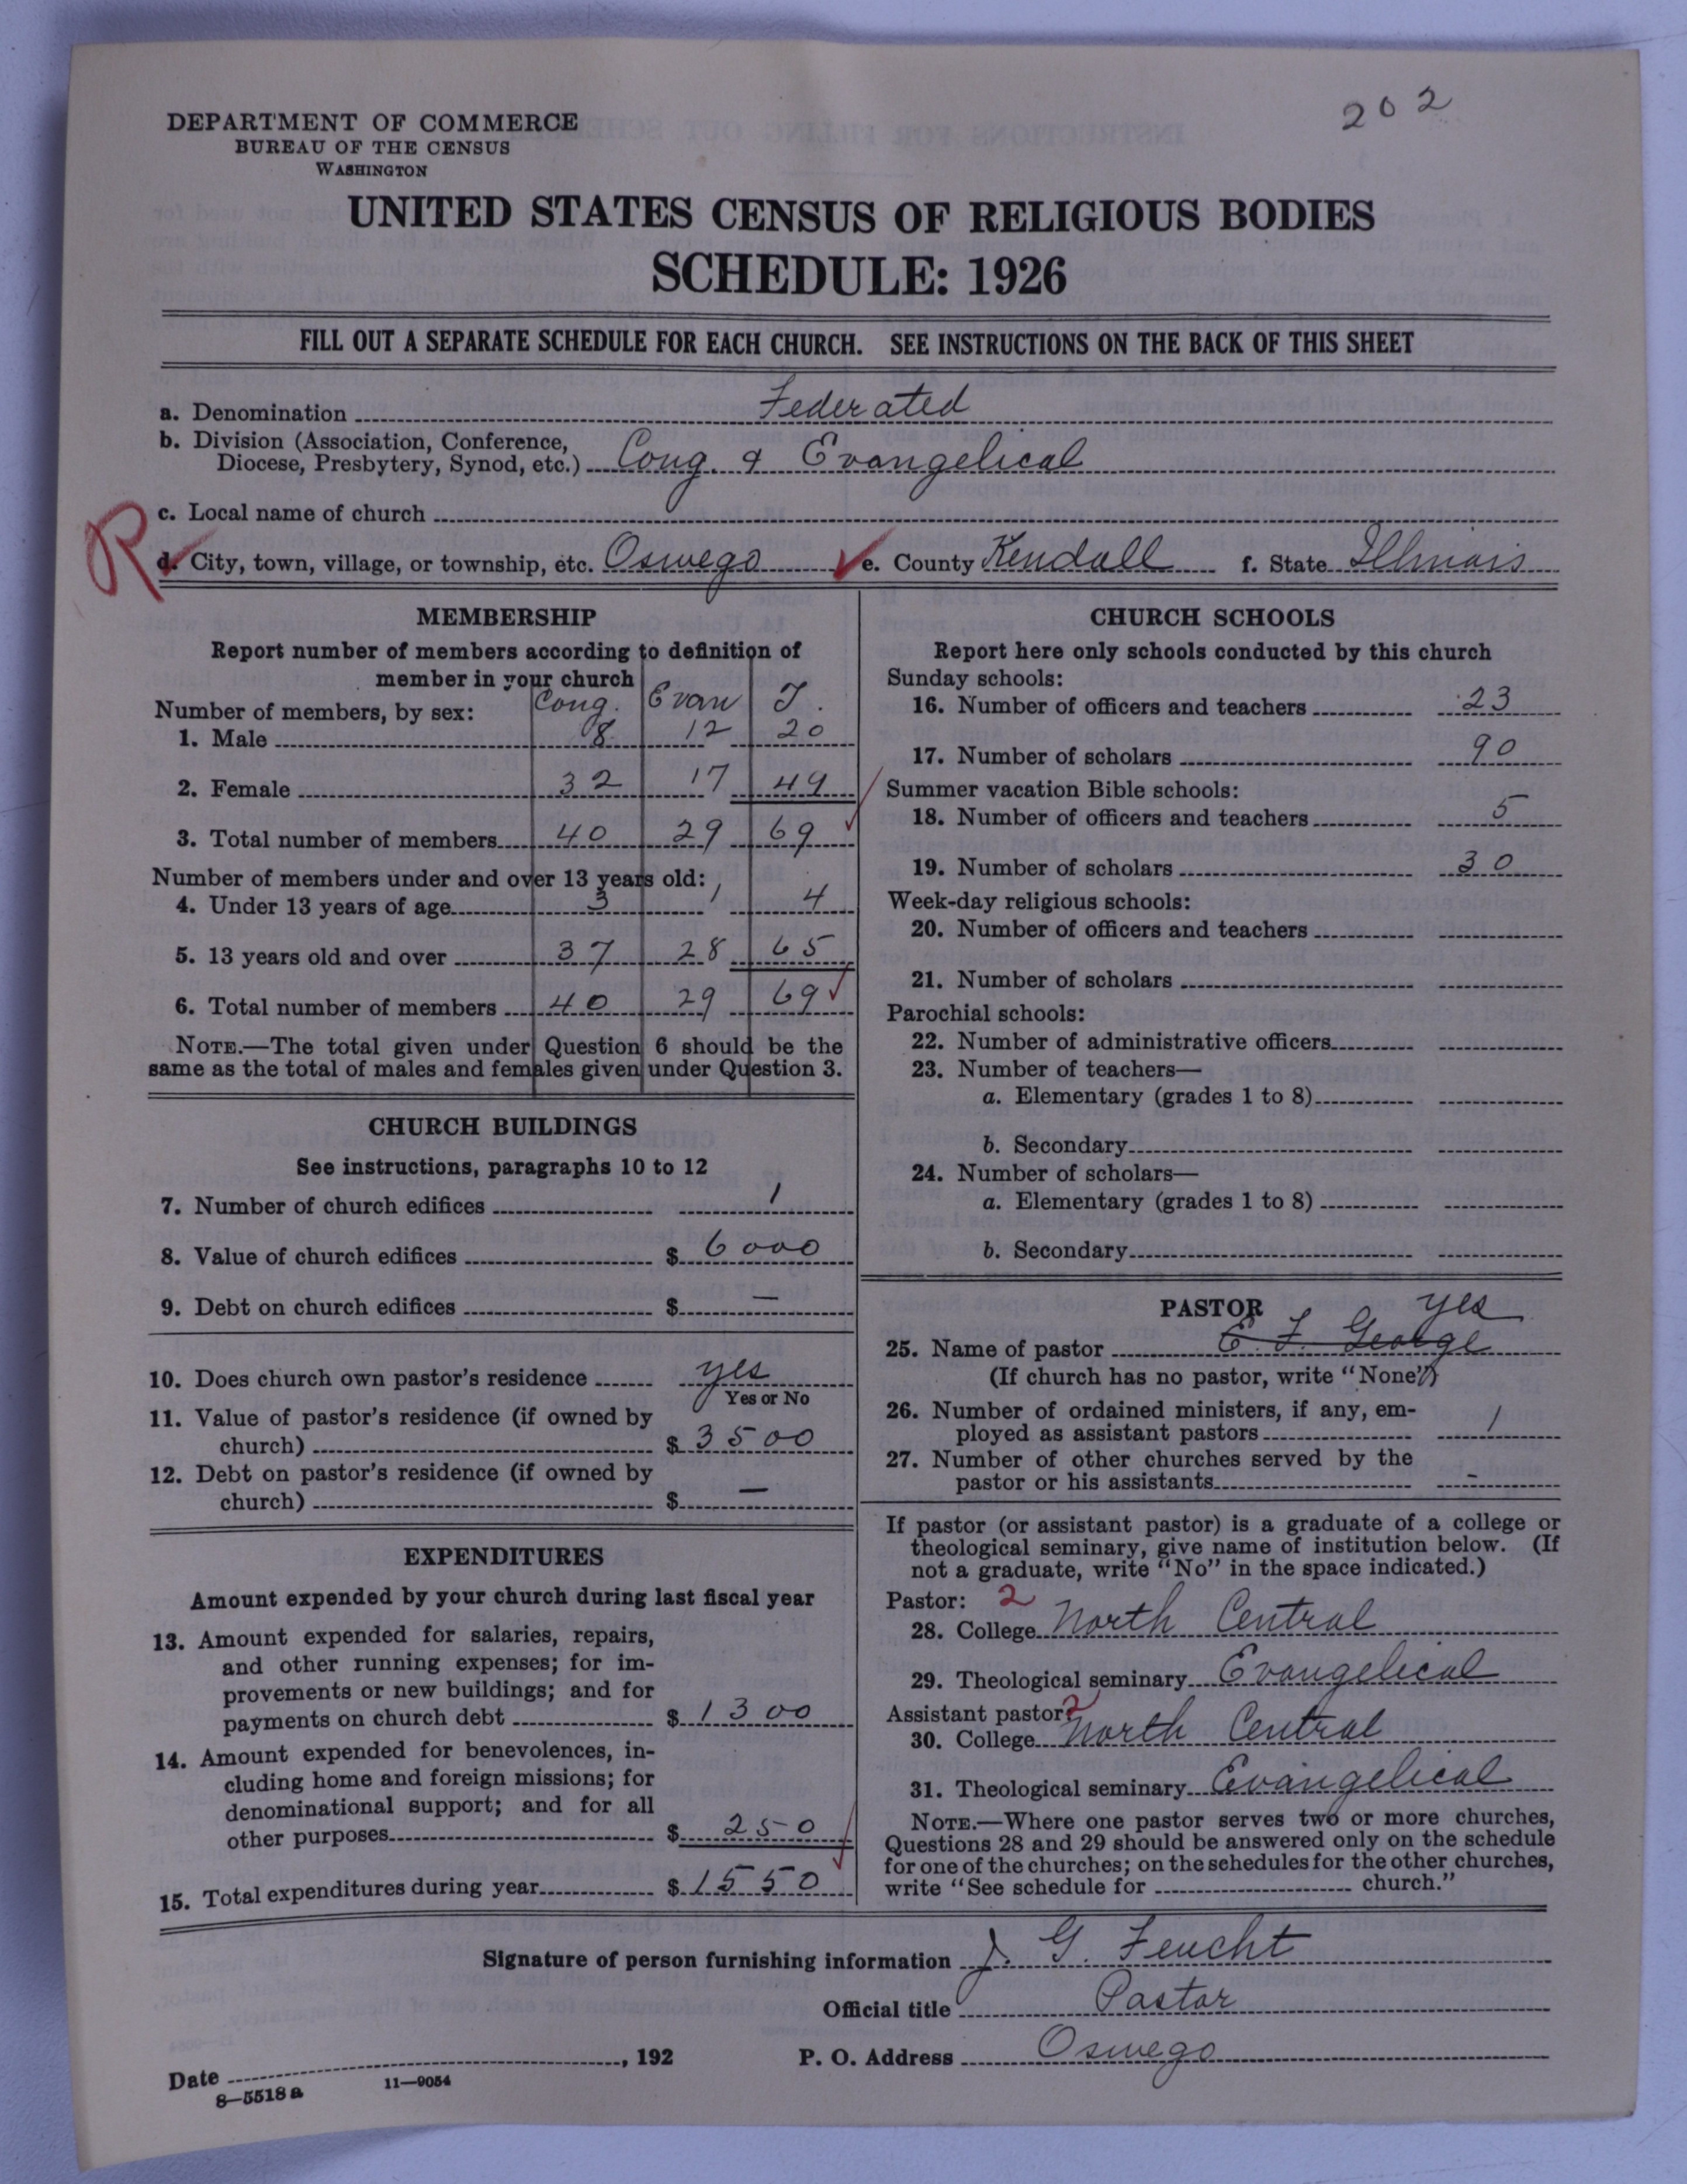 202
DEPARTMENT OF COMMERCE
BUREAU OF THE CENSUS
WASHINGTON
UNITED STATES CENSUS OF RELIGIOUS BODIES
SCHEDULE: 1926
FILL OUT A SEPARATE SCHEDULE FOR EACH CHURCH. SEE INSTRUCTIONS ON THE BACK OF THIS SHEET
a. Denomination Federated
b. Division (Association, Conference,
Diocese, Presbytery, Synod, etc.) Cong. & Evangelical
c. Local name of church
R
d. City, town, village, or township, etc. Oswego e. County Kendall f. State Illinois
MEMBERSHIP
Report number of members according to definition of
member in your church
Number of members, by sex: Cong. Evan T.
1. Male 8 12 20
2. Female 32 17 49
3. Total number of members 40 29 69
Number of members under and over 13 years old:
4. Under 13 years of age 3 1 4
5. 13 years old and over 37 28 65
6. Total number of members 40 29 69
NOTE.—The total given under Question 6 should be the
same as the total of males and females given under Question 3.
CHURCH BUILDINGS
See instructions, paragraphs 10 to 12
7. Number of church edifices 1
8. Value of church edifices $ 6000
9. Debt on church edifices $ —
10. Does church own pastor's residence yes
Yes or No
11. Value of pastor's residence (if owned by
church) $ 3500
12. Debt on pastor's residence (if owned by
church) $ —
EXPENDITURES
Amount expended by your church during last fiscal year
13. Amount expended for salaries, repairs,
and other running expenses; for im-
provements or new buildings; and for
payments on church debt $ 1300
14. Amount expended for benevolences, in-
cluding home and foreign missions; for
denominational support; and for all
other purposes $ 250
15. Total expenditures during year $ 1550
CHURCH SCHOOLS
Report here only schools conducted by this church
Sunday schools:
16. Number of officers and teachers 23
17. Number of scholars 90
Summer vacation Bible schools:
18. Number of officers and teachers 5
19. Number of scholars 30
Week-day religious schools:
20. Number of officers and teachers
21. Number of scholars
Parochial schools:
22. Number of administrative officers
23. Number of teachers—
a. Elementary (grades 1 to 8)
b. Secondary
24. Number of scholars—
a. Elementary (grades 1 to 8)
b. Secondary
PASTOR yes
25. Name of pastor E. F. George
(If church has no pastor, write "None")
26. Number of ordained ministers, if any, em-
ployed as assistant pastors 1
27. Number of other churches served by the
pastor or his assistants -
If pastor (or assistant pastor) is a graduate of a college or
theological seminary, give name of institution below. (If
not a graduate, write "No" in the space indicated.)
Pastor: 2
28. College North Central
29. Theological seminary Evangelical
Assistant pastor: 2
30. College North Central
31. Theological seminary Evangelical
NOTE.—Where one pastor serves two or more churches,
Questions 28 and 29 should be answered only on the schedule
for one of the churches; on the schedules for the other churches,
write "See schedule for church."
Signature of person furnishing information J. G. Feucht
Official title Pastor
Date , 192 P. O. Address Oswego
8—5518 a 11—9054